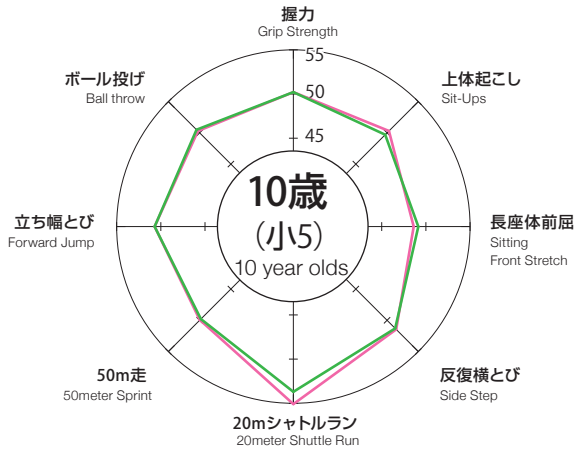 握力
Grip Strength
55
50
45
上体起こし
Sit-Ups
長座体前屈
Sitting
Front Stretch
反復横とび
Side Step
20mシャトルラン
20meter Shuttle Run
50m走
50meter Sprint
立ち幅とび
Forward Jump
ボール投げ
Ball throw
10歳
(小5)
10 year olds